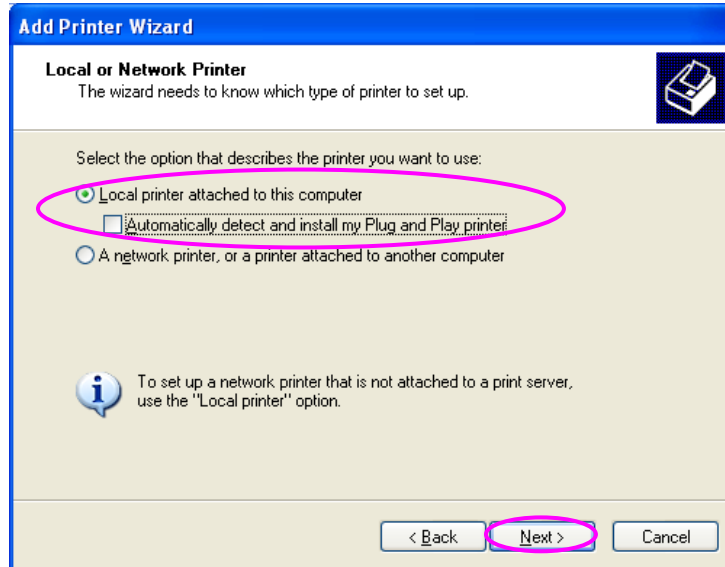 Add Printer Wizard
Local or Network Printer
The wizard needs to know which type of printer to set up.
Select the option that describes the printer you want to use:
Local printer attached to this computer
Automatically detect and install my Plug and Play printer
A network printer, or a printer attached to another computer
To set up a network printer that is not attached to a print server,
use the "Local printer" option.
< Back Next > Cancel